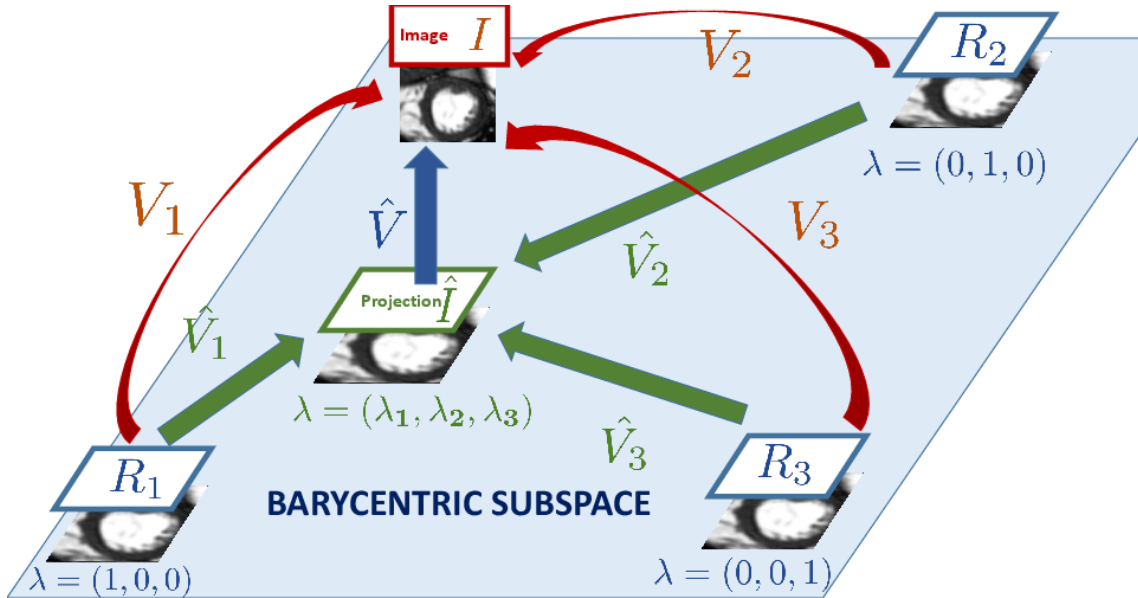 Image I
R₂
V₂
λ = (0, 1, 0)
V₁
V̂
V₃
V̂₂
Projection Î
V̂₁
λ = (λ₁, λ₂, λ₃)
V̂₃
R₁
R₃
BARYCENTRIC SUBSPACE
λ = (1, 0, 0)
λ = (0, 0, 1)